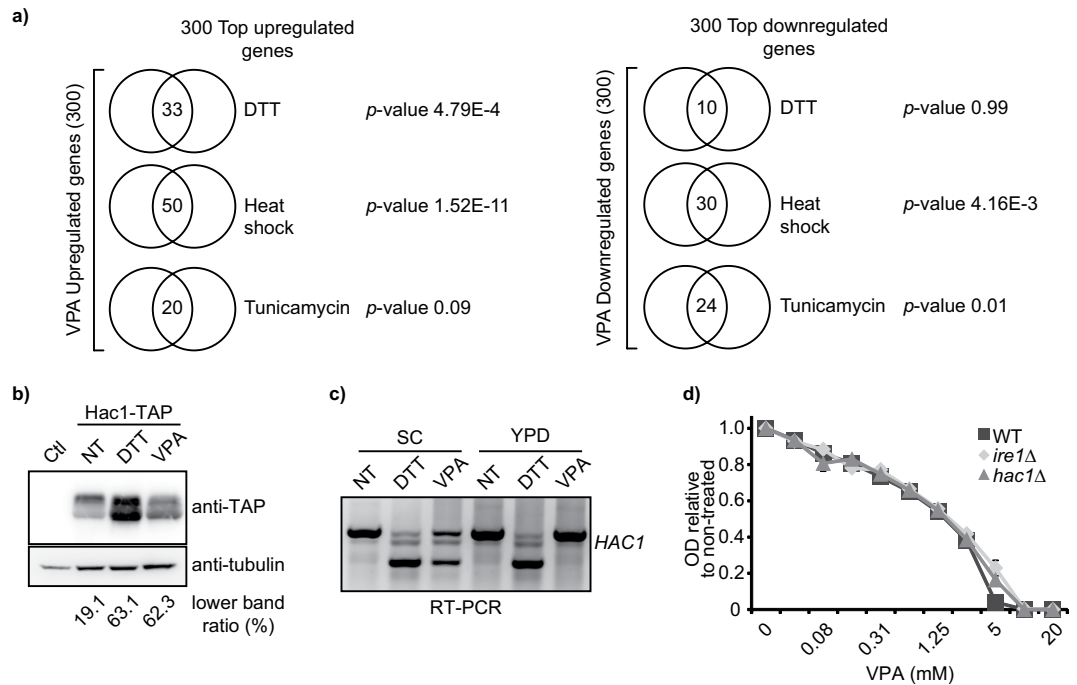 a)
300 Top upregulated
genes
VPA Upregulated genes (300)
33
DTT
p-value 4.79E-4
50
Heat
shock
p-value 1.52E-11
20
Tunicamycin
p-value 0.09
300 Top downregulated
genes
VPA Downregulated genes (300)
10
DTT
p-value 0.99
30
Heat
shock
p-value 4.16E-3
24
Tunicamycin
p-value 0.01
b)
Hac1-TAP
Ctl NT DTT VPA
anti-TAP
anti-tubulin
19.1 63.1 62.3
lower band
ratio (%)
c)
SC YPD
NT DTT VPA NT DTT VPA
HAC1
RT-PCR
d)
OD relative
to non-treated
1.0
0.8
0.6
0.4
0.2
0
WT
ire1Δ
hac1Δ
0 0.08 0.31 1.25 5 20
VPA (mM)